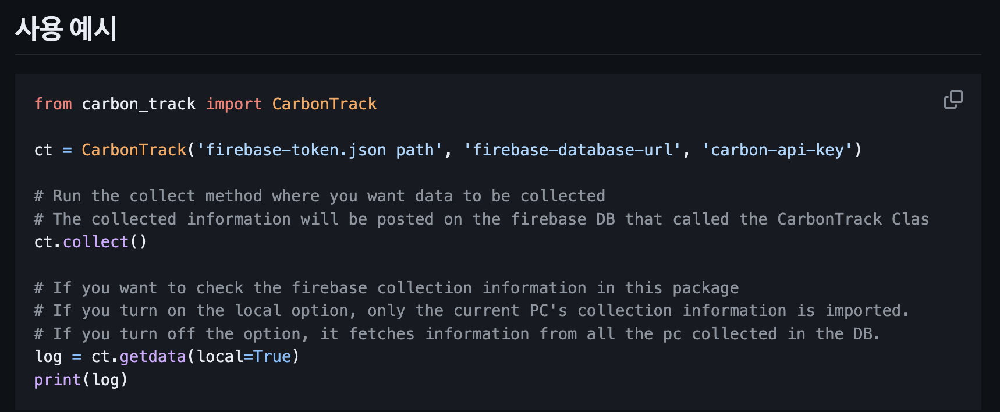 사용 예시
from carbon_track import CarbonTrack
ct = CarbonTrack('firebase-token.json path', 'firebase-database-url', 'carbon-api-key')
# Run the collect method where you want data to be collected
# The collected information will be posted on the firebase DB that called the CarbonTrack Clas
ct.collect()
# If you want to check the firebase collection information in this package
# If you turn on the local option, only the current PC's collection information is imported.
# If you turn off the option, it fetches information from all the pc collected in the DB.
log = ct.getdata(local=True)
print(log)